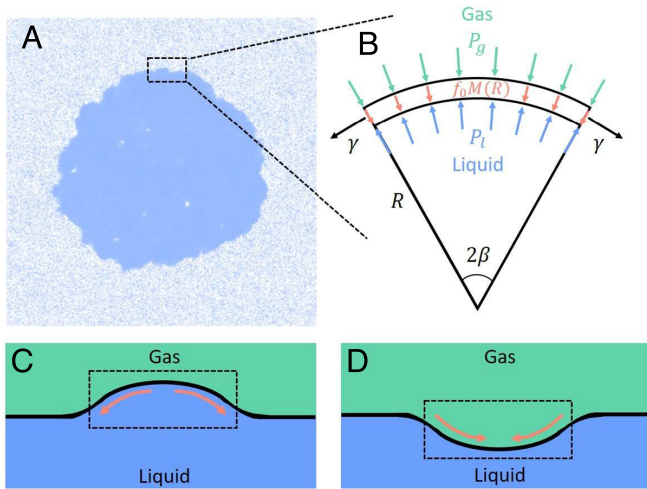 A
B
Gas
P_g
f_0M(R)
P_l
Liquid
γ
γ
R
2β
C
Gas
Liquid
D
Gas
Liquid